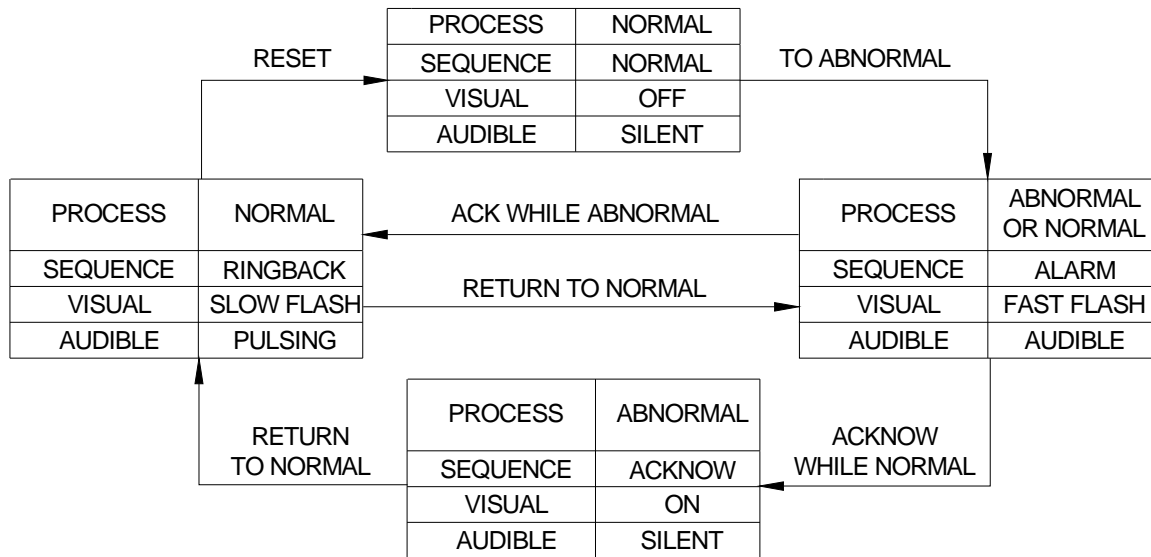 PROCESS NORMAL
RESET
SEQUENCE NORMAL
TO ABNORMAL
VISUAL OFF
AUDIBLE SILENT
PROCESS NORMAL
SEQUENCE RINGBACK
VISUAL SLOW FLASH
AUDIBLE PULSING
ACK WHILE ABNORMAL
RETURN TO NORMAL
PROCESS ABNORMAL
OR NORMAL
SEQUENCE ALARM
VISUAL FAST FLASH
AUDIBLE AUDIBLE
RETURN
TO NORMAL
PROCESS ABNORMAL
SEQUENCE ACKNOW
VISUAL ON
AUDIBLE SILENT
ACKNOW
WHILE NORMAL